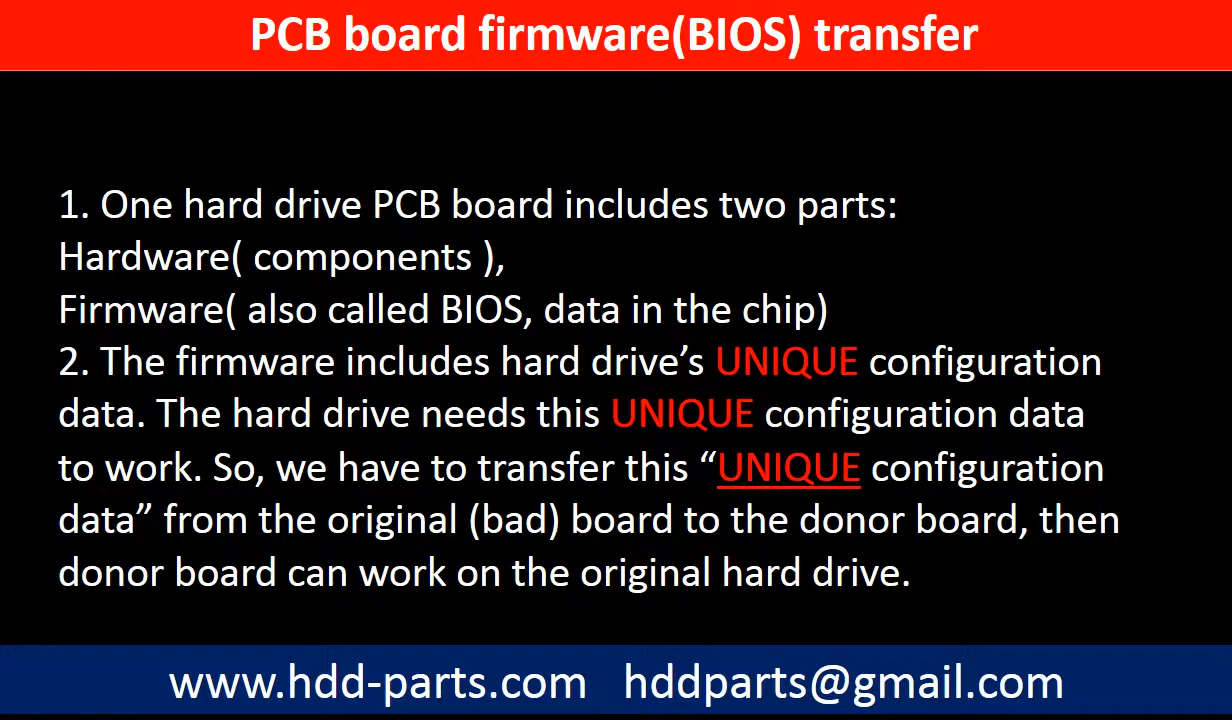 PCB board firmware(BIOS) transfer
1. One hard drive PCB board includes two parts:
Hardware( components ),
Firmware( also called BIOS, data in the chip)
2. The firmware includes hard drive’s UNIQUE configuration
data. The hard drive needs this UNIQUE configuration data
to work. So, we have to transfer this “UNIQUE configuration
data” from the original (bad) board to the donor board, then
donor board can work on the original hard drive.
www.hdd-parts.com hddparts@gmail.com